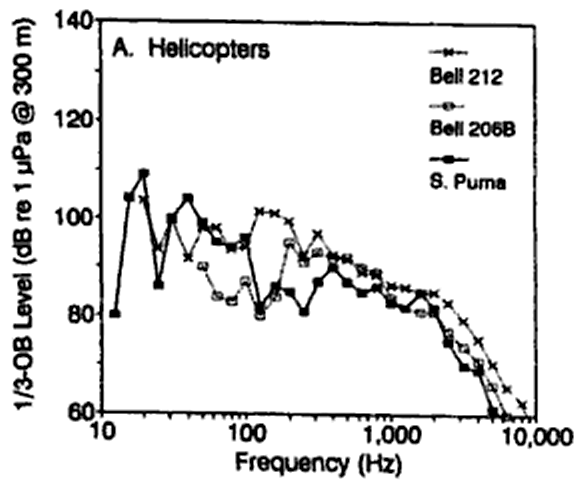 140
120
100
80
60
1/3-OB Level (dB re 1 µPa @ 300 m)
A. Helicopters
Bell 212
Bell 206B
S. Puma
10
100
1,000
10,000
Frequency (Hz)